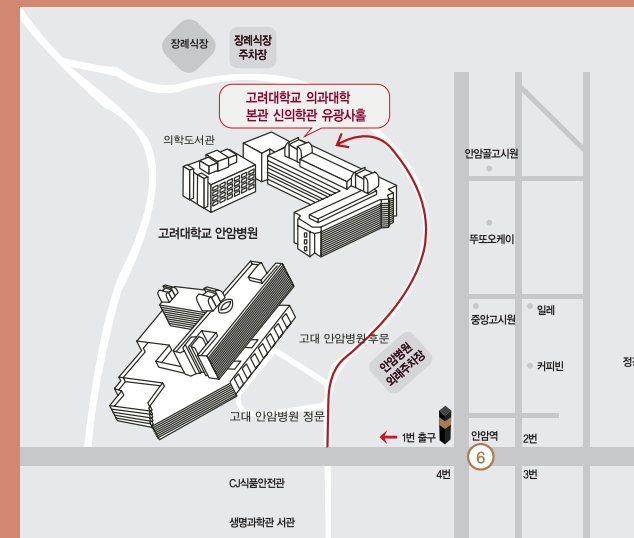 장례식장
장례식장
주차장
고려대학교 의과대학
본관 신의학관 유광사홀
의학도서관
안암골고시원
고려대학교 안암병원
뚜또오케이
중앙고시원
일레
고대 안암병원 후문
안암병원
외래주차장
커피빈
고대 안암병원 정문
1번 출구
안암역
2번
6
4번
3번
CJ식품안전관
생명과학관 서관